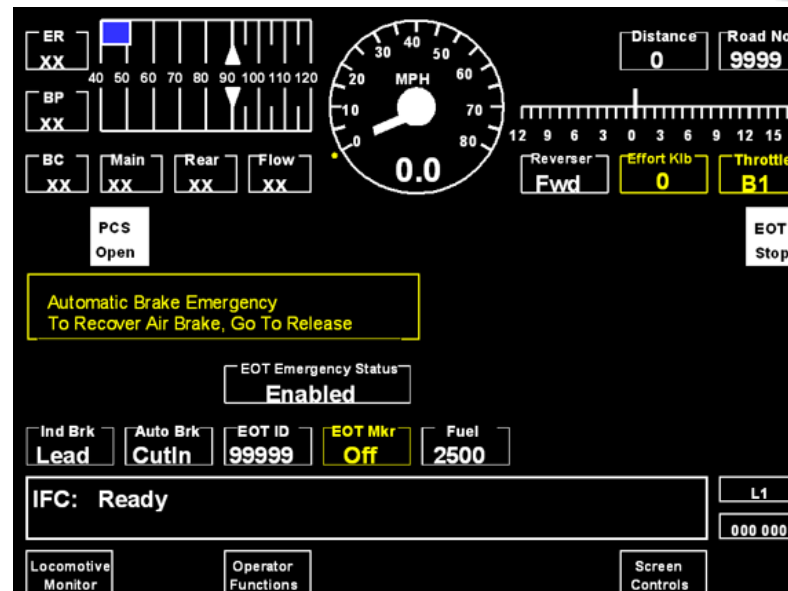 ER
XX
40 50 60 70 80 90 100 110 120
BP
XX
BC
XX
Main
XX
Rear
XX
Flow
XX
0 10 20 30 40 50 60 70 80
MPH
0.0
Distance
0
Road No
9999
12 9 6 3 0 3 6 9 12 15
Reverser
Fwd
Effort Klb
0
Throttle
B1
PCS
Open
EOT
Stop
Automatic Brake Emergency
To Recover Air Brake, Go To Release
EOT Emergency Status
Enabled
Ind Brk
Lead
Auto Brk
CutIn
EOT ID
99999
EOT Mkr
Off
Fuel
2500
IFC: Ready
L1
000 000
Locomotive
Monitor
Operator
Functions
Screen
Controls